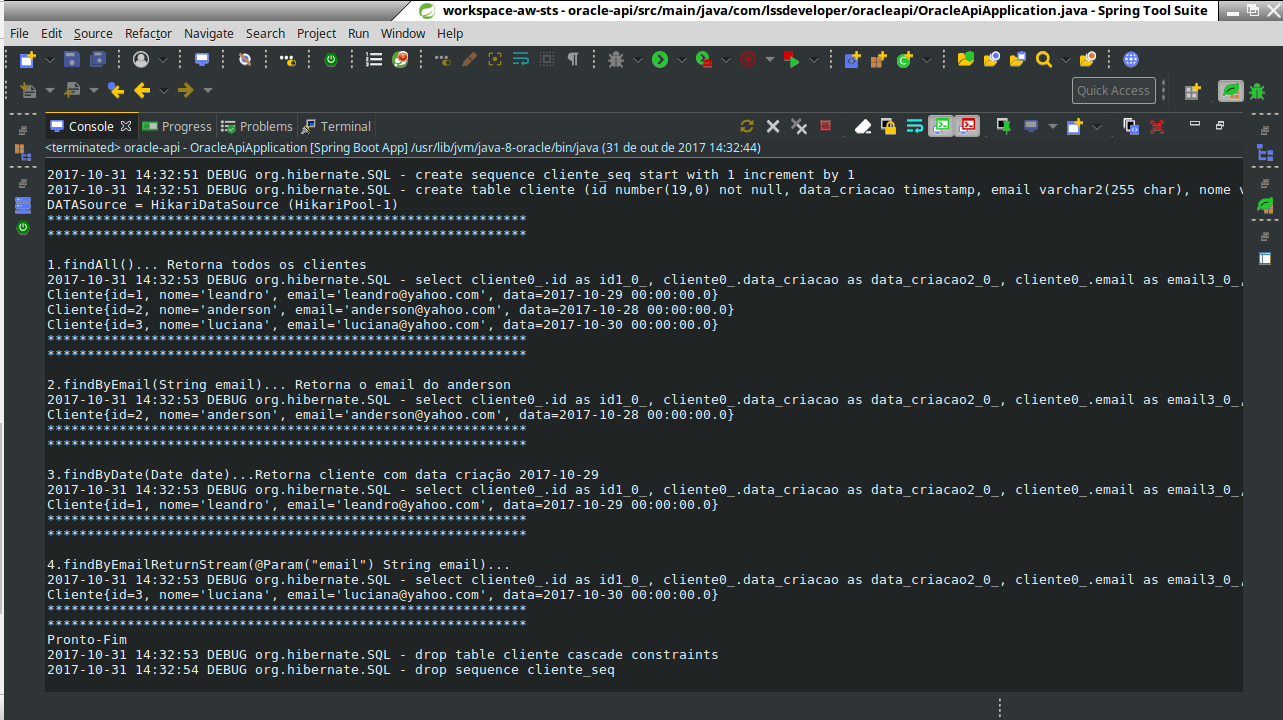 workspace-aw-sts - oracle-api/src/main/java/com/lssdeveloper/oracleapi/OracleApiApplication.java - Spring Tool Suite
File Edit Source Refactor Navigate Search Project Run Window Help
Quick Access
Console Progress Problems Terminal
<terminated> oracle-api - OracleApiApplication [Spring Boot App] /usr/lib/jvm/java-8-oracle/bin/java (31 de out de 2017 14:32:44)
2017-10-31 14:32:51 DEBUG org.hibernate.SQL - create sequence cliente_seq start with 1 increment by 1
2017-10-31 14:32:51 DEBUG org.hibernate.SQL - create table cliente (id number(19,0) not null, data_criacao timestamp, email varchar2(255 char), nome v
DATASource = HikariDataSource (HikariPool-1)
************************************************************
************************************************************
1.findAll()... Retorna todos os clientes
2017-10-31 14:32:53 DEBUG org.hibernate.SQL - select cliente0_.id as id1_0_, cliente0_.data_criacao as data_criacao2_0_, cliente0_.email as email3_0_,
Cliente{id=1, nome='leandro', email='leandro@yahoo.com', data=2017-10-29 00:00:00.0}
Cliente{id=2, nome='anderson', email='anderson@yahoo.com', data=2017-10-28 00:00:00.0}
Cliente{id=3, nome='luciana', email='luciana@yahoo.com', data=2017-10-30 00:00:00.0}
************************************************************
************************************************************
2.findByEmail(String email)... Retorna o email do anderson
2017-10-31 14:32:53 DEBUG org.hibernate.SQL - select cliente0_.id as id1_0_, cliente0_.data_criacao as data_criacao2_0_, cliente0_.email as email3_0_,
Cliente{id=2, nome='anderson', email='anderson@yahoo.com', data=2017-10-28 00:00:00.0}
************************************************************
************************************************************
3.findByDate(Date date)...Retorna cliente com data criação 2017-10-29
2017-10-31 14:32:53 DEBUG org.hibernate.SQL - select cliente0_.id as id1_0_, cliente0_.data_criacao as data_criacao2_0_, cliente0_.email as email3_0_,
Cliente{id=1, nome='leandro', email='leandro@yahoo.com', data=2017-10-29 00:00:00.0}
************************************************************
************************************************************
4.findByEmailReturnStream(@Param("email") String email)...
2017-10-31 14:32:53 DEBUG org.hibernate.SQL - select cliente0_.id as id1_0_, cliente0_.data_criacao as data_criacao2_0_, cliente0_.email as email3_0_,
Cliente{id=3, nome='luciana', email='luciana@yahoo.com', data=2017-10-30 00:00:00.0}
************************************************************
************************************************************
Pronto-Fim
2017-10-31 14:32:53 DEBUG org.hibernate.SQL - drop table cliente cascade constraints
2017-10-31 14:32:54 DEBUG org.hibernate.SQL - drop sequence cliente_seq